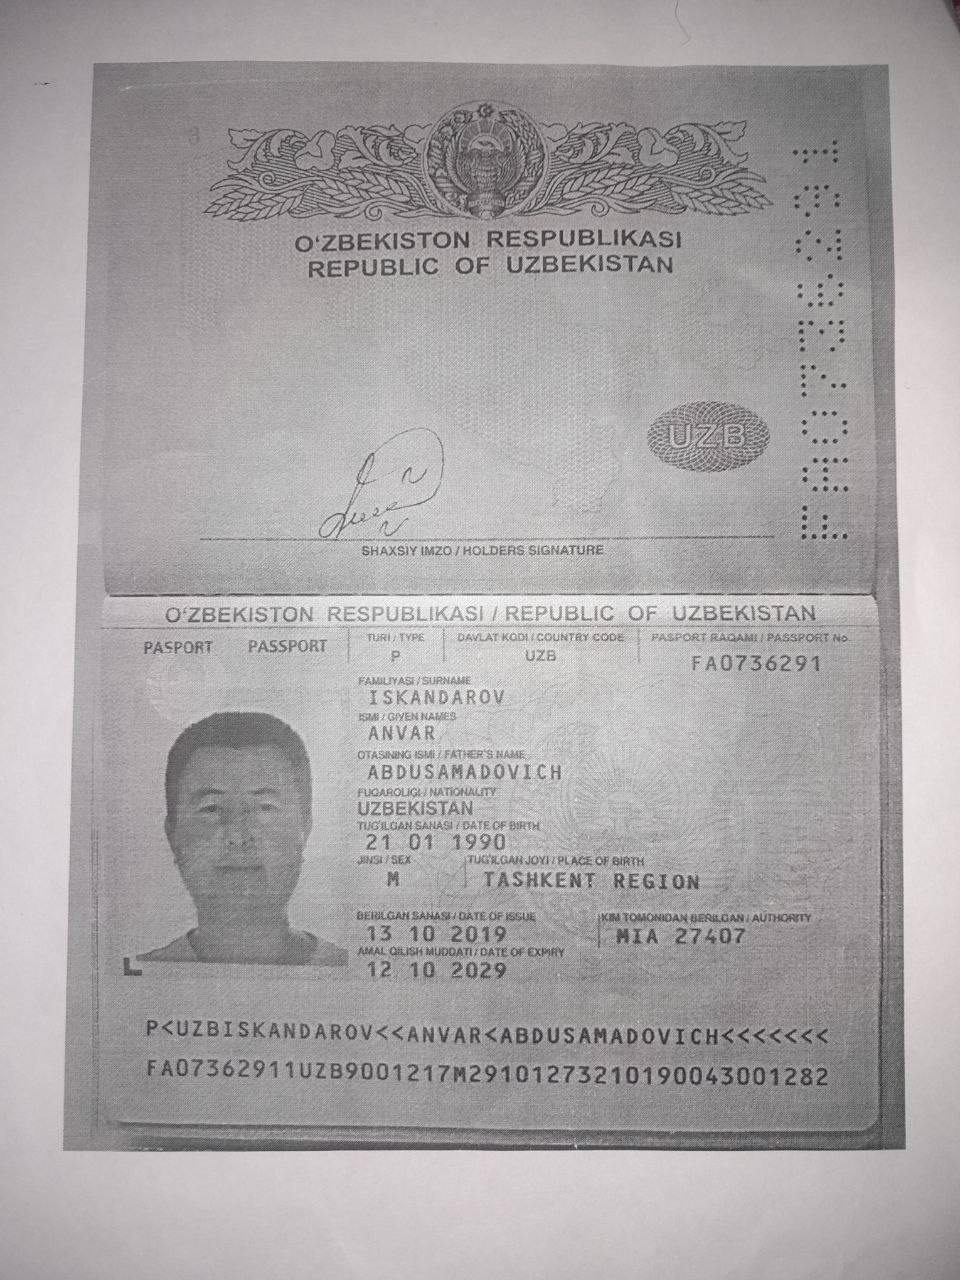 3
O‘ZBEKISTON RESPUBLIKASI
REPUBLIC OF UZBEKISTAN
FA0736291
UZB
SHAXSIY IMZO / HOLDERS SIGNATURE
O‘ZBEKISTON RESPUBLIKASI / REPUBLIC OF UZBEKISTAN
PASPORT PASSPORT
TURI / TYPE
P
DAVLAT KODI / COUNTRY CODE
UZB
PASPORT RAQAMI / PASSPORT No.
FA0736291
FAMILIYASI / SURNAME
ISKANDAROV
ISMI / GIVEN NAMES
ANVAR
OTASINING ISMI / FATHER'S NAME
ABDUSAMADOVICH
FUQAROLIGI / NATIONALITY
UZBEKISTAN
TUG'ILGAN SANASI / DATE OF BIRTH
21 01 1990
JINSI / SEX
M
TUG'ILGAN JOYI / PLACE OF BIRTH
TASHKENT REGION
BERILGAN SANASI / DATE OF ISSUE
13 10 2019
KIM TOMONIDAN BERILGAN / AUTHORITY
MIA 27407
AMAL QILISH MUDDATI / DATE OF EXPIRY
12 10 2029
P<UZBISKANDAROV<<ANVAR<ABDUSAMADOVICH<<<<<<<
FA07362911UZB9001217M29101273210190043001282